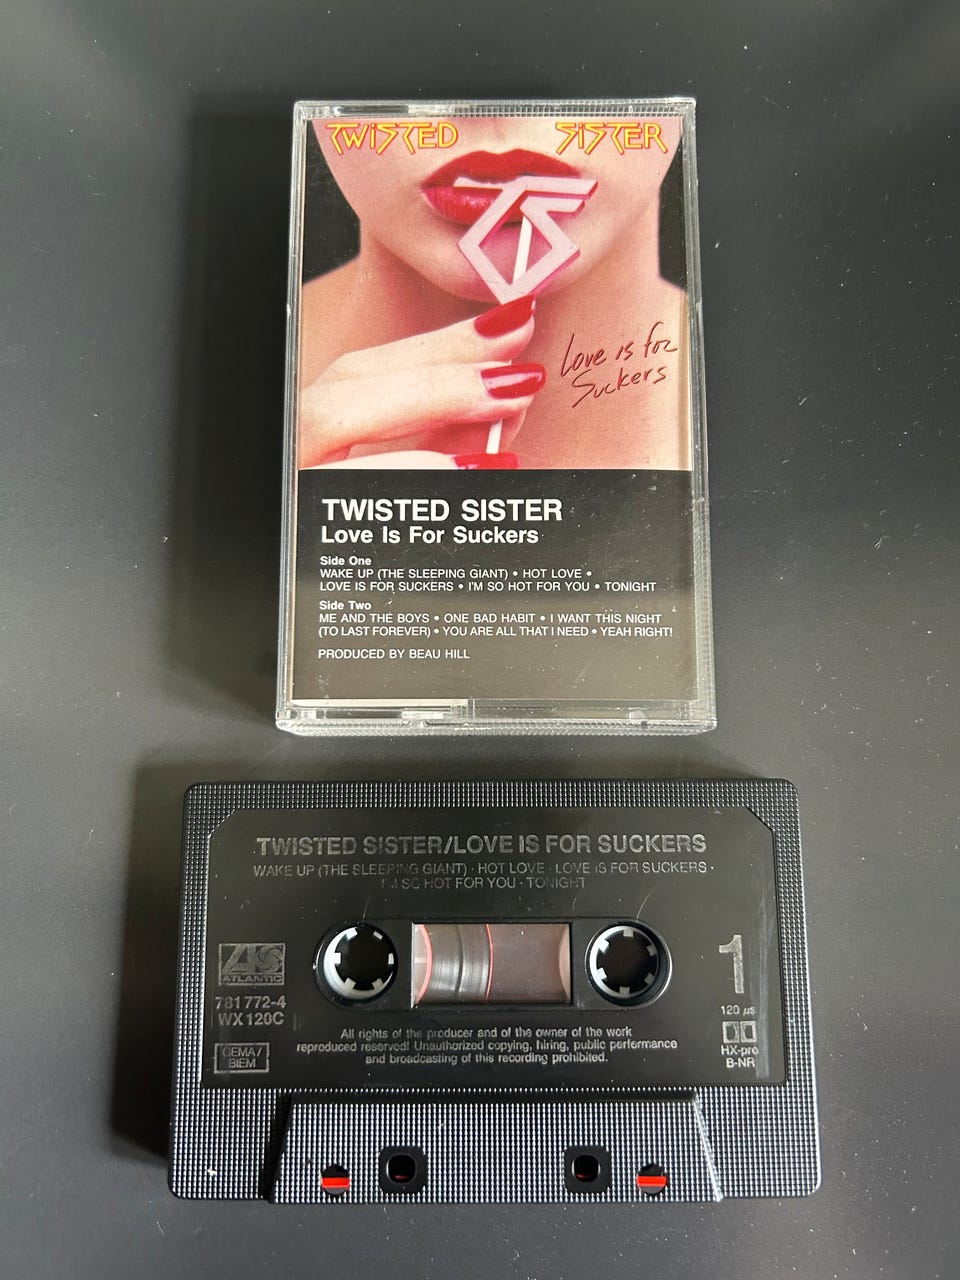 TWISTED SISTER
TS
Love is for
Suckers
TWISTED SISTER
Love Is For Suckers
Side One
WAKE UP (THE SLEEPING GIANT) • HOT LOVE •
LOVE IS FOR SUCKERS • I'M SO HOT FOR YOU • TONIGHT
Side Two
ME AND THE BOYS • ONE BAD HABIT • I WANT THIS NIGHT
(TO LAST FOREVER) • YOU ARE ALL THAT I NEED • YEAH RIGHT!
PRODUCED BY BEAU HILL
TWISTED SISTER/LOVE IS FOR SUCKERS
WAKE UP (THE SLEEPING GIANT) · HOT LOVE · LOVE IS FOR SUCKERS ·
I'M SO HOT FOR YOU · TONIGHT
ATLANTIC
781 772-4
WX 120C
GEMA/
BIEM
1
120 µs
HX-pro
B-NR
All rights of the producer and of the owner of the work
reproduced reserved! Unauthorized copying, hiring, public performance
and broadcasting of this recording prohibited.